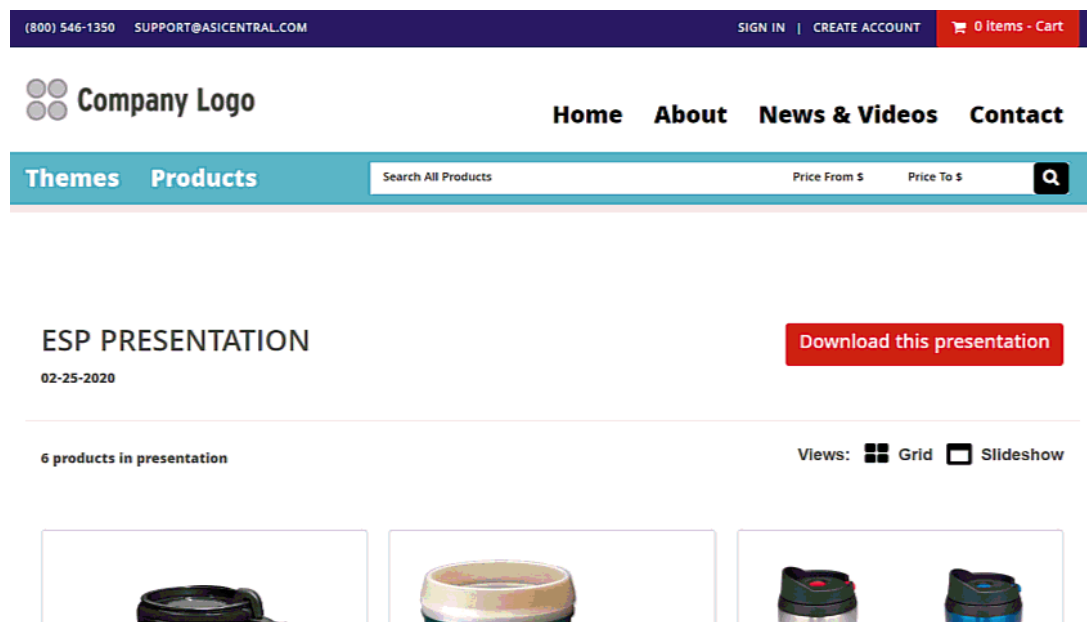 (800) 546-1350 SUPPORT@ASICENTRAL.COM SIGN IN | CREATE ACCOUNT 0 items - Cart
Company Logo
Home About News & Videos Contact
Themes Products Search All Products Price From $ Price To $
ESP PRESENTATION Download this presentation
02-25-2020
6 products in presentation Views: Grid Slideshow